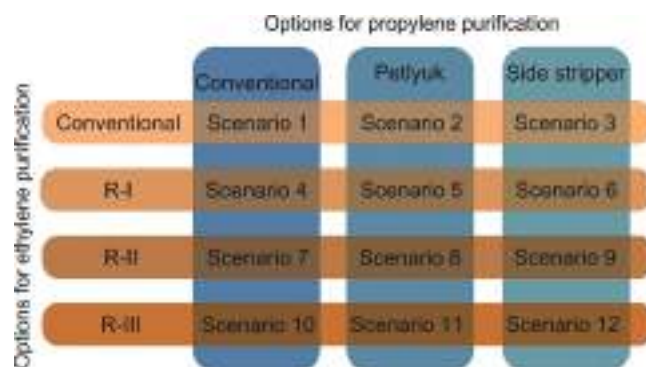 Options for propylene purification
Options for ethylene purification
Conventional Petlyuk Side stripper
Conventional Scenario 1 Scenario 2 Scenario 3
R-I Scenario 4 Scenario 5 Scenario 6
R-II Scenario 7 Scenario 8 Scenario 9
R-III Scenario 10 Scenario 11 Scenario 12